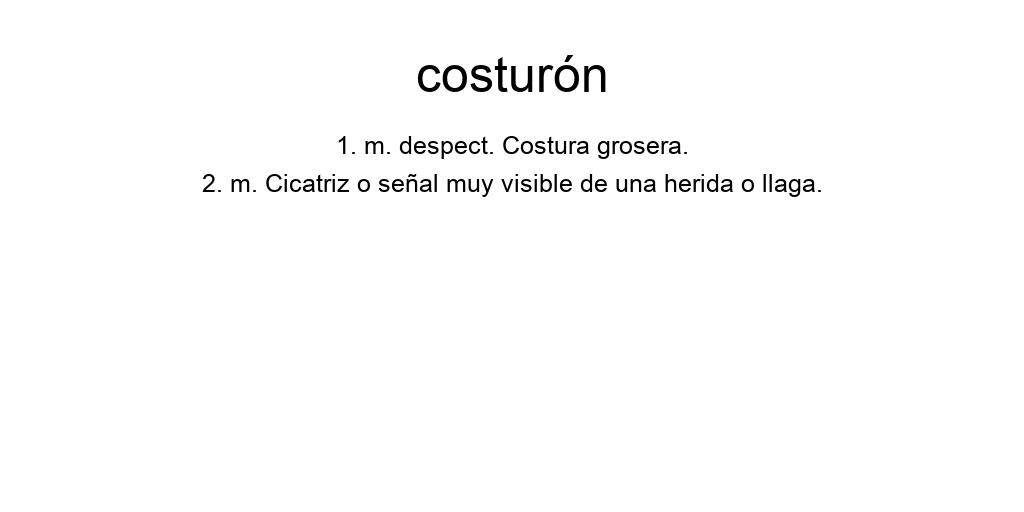 costurón
1. m. despect. Costura grosera.
2. m. Cicatriz o señal muy visible de una herida o llaga.